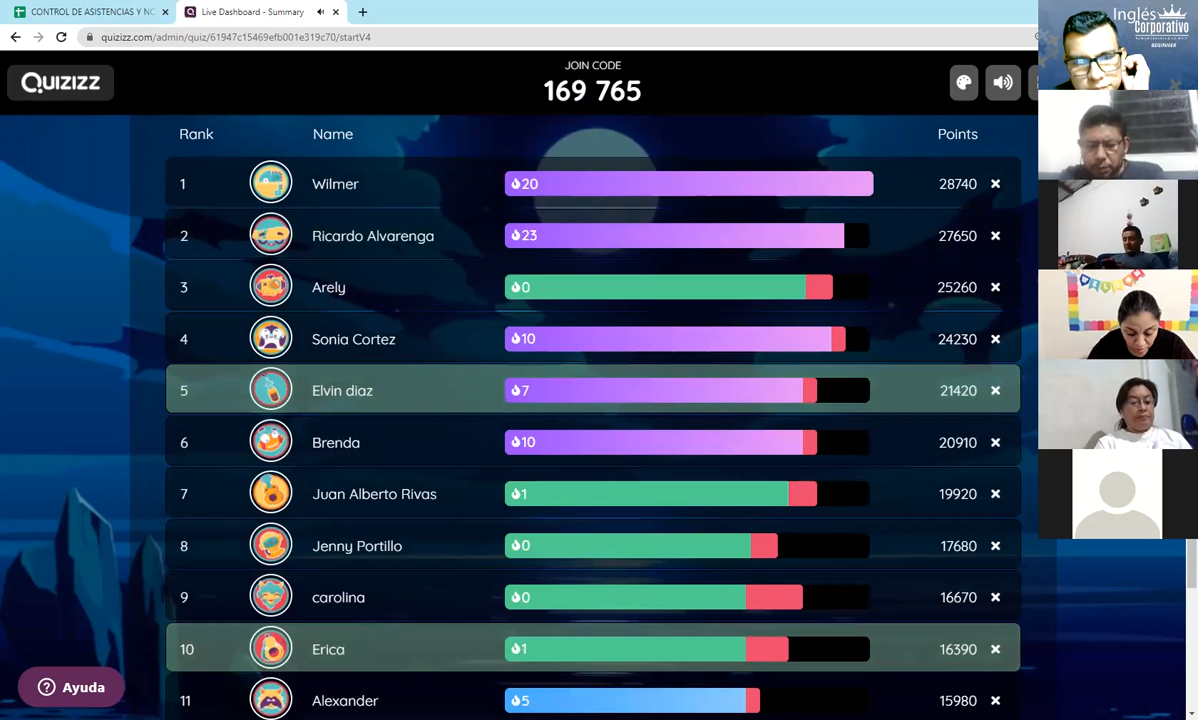 CONTROL DE ASISTENCIAS Y NO
Live Dashboard - Summary
quizizz.com/admin/quiz/61947c15469efb001e319c70/startV4
Inglés
Corporativo
BEGINNER
QUIZIZZ
JOIN CODE
169 765
Rank Name Points
1 Wilmer 20 28740
2 Ricardo Alvarenga 23 27650
3 Arely 0 25260
4 Sonia Cortez 10 24230
5 Elvin diaz 7 21420
6 Brenda 10 20910
7 Juan Alberto Rivas 1 19920
8 Jenny Portillo 0 17680
9 carolina 0 16670
10 Erica 1 16390
11 Alexander 5 15980
? Ayuda